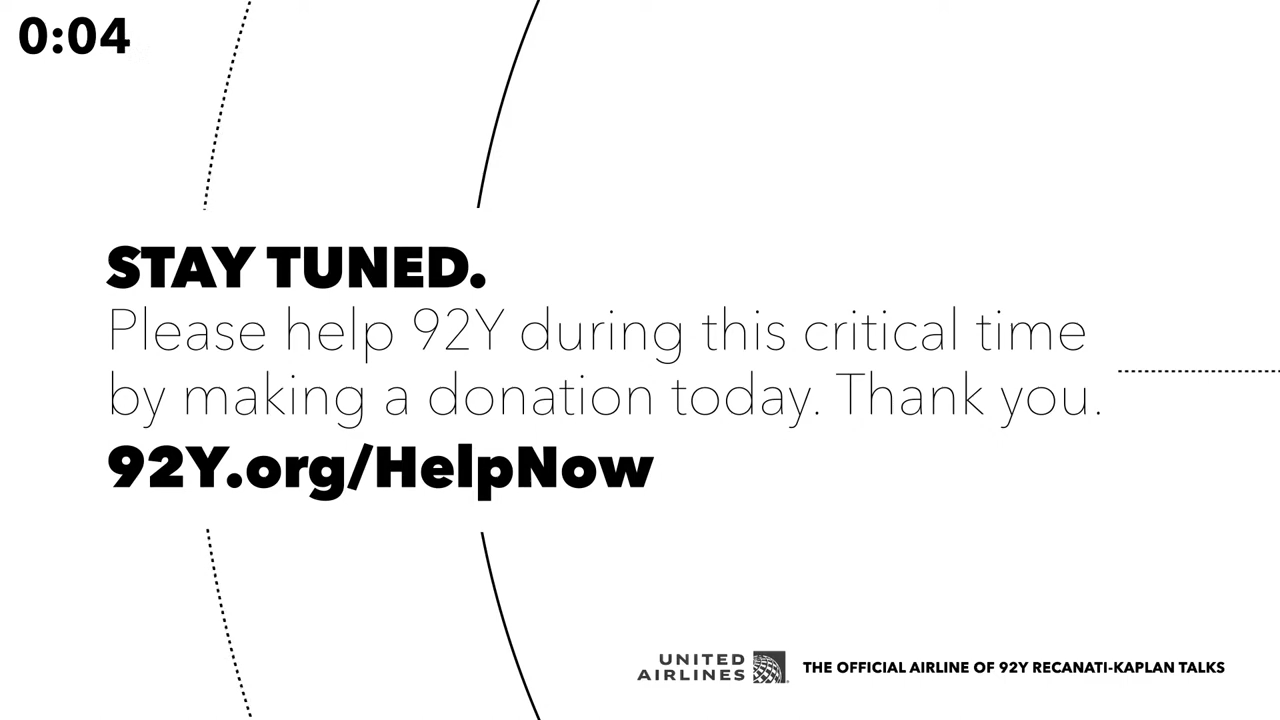 0:04
STAY TUNED.
Please help 92Y during this critical time
by making a donation today. Thank you.
92Y.org/HelpNow
UNITED
AIRLINES
THE OFFICIAL AIRLINE OF 92Y RECANATI-KAPLAN TALKS